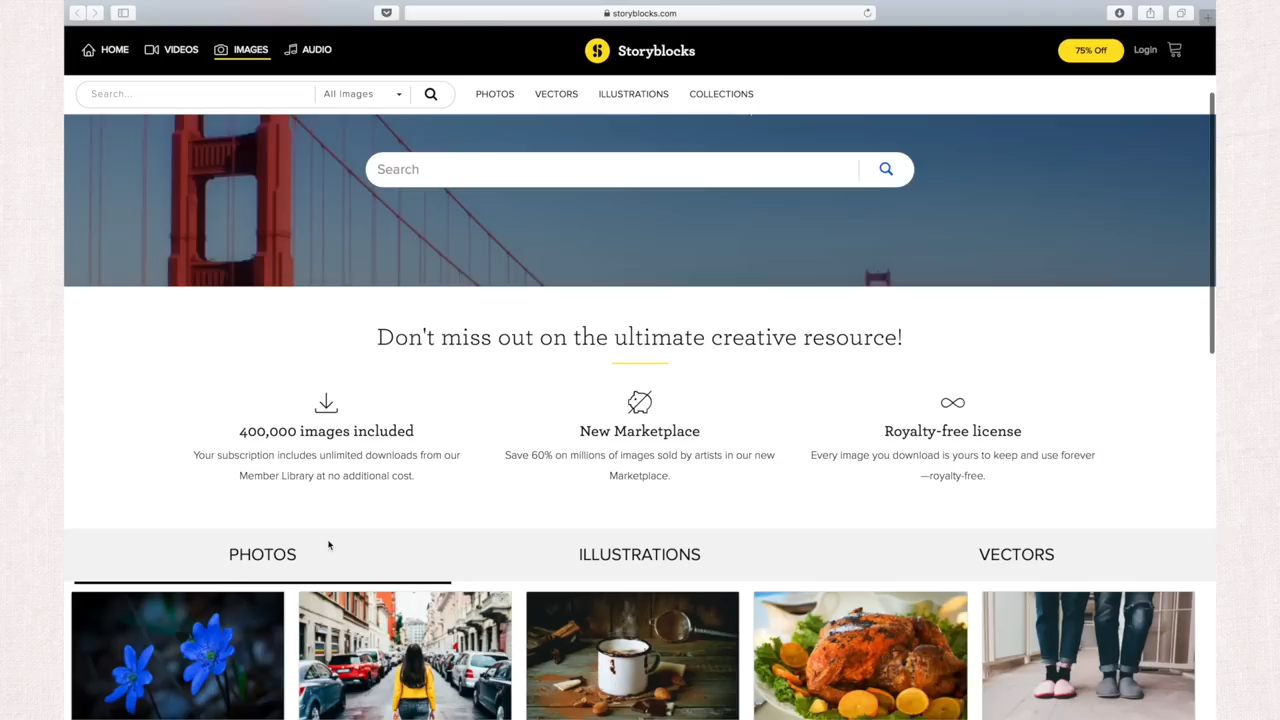 storyblocks.com
HOME VIDEOS IMAGES AUDIO
Storyblocks
75% Off Login
Search... All Images
PHOTOS VECTORS ILLUSTRATIONS COLLECTIONS
Search
Don't miss out on the ultimate creative resource!
400,000 images included
Your subscription includes unlimited downloads from our
Member Library at no additional cost.
New Marketplace
Save 60% on millions of images sold by artists in our new
Marketplace.
Royalty-free license
Every image you download is yours to keep and use forever
—royalty-free.
PHOTOS ILLUSTRATIONS VECTORS